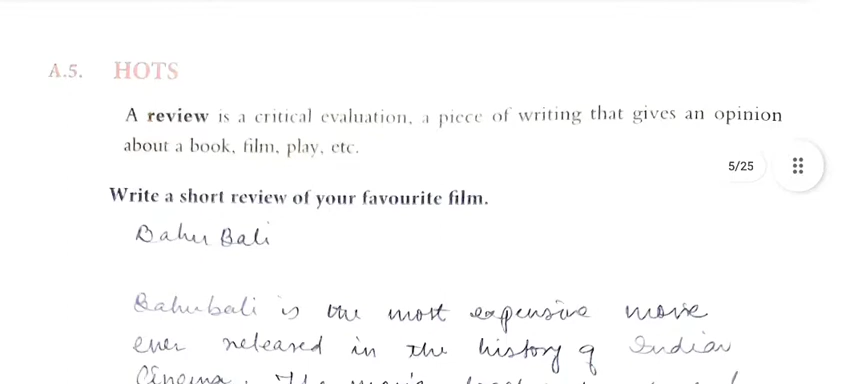 A.5. HOTS
A review is a critical evaluation, a piece of writing that gives an opinion
about a book, film, play, etc.
5/25
Write a short review of your favourite film.
Bahu Bali
Bahubali is the most expensive movie
ever released in the history of Indian
Cinema. The movie